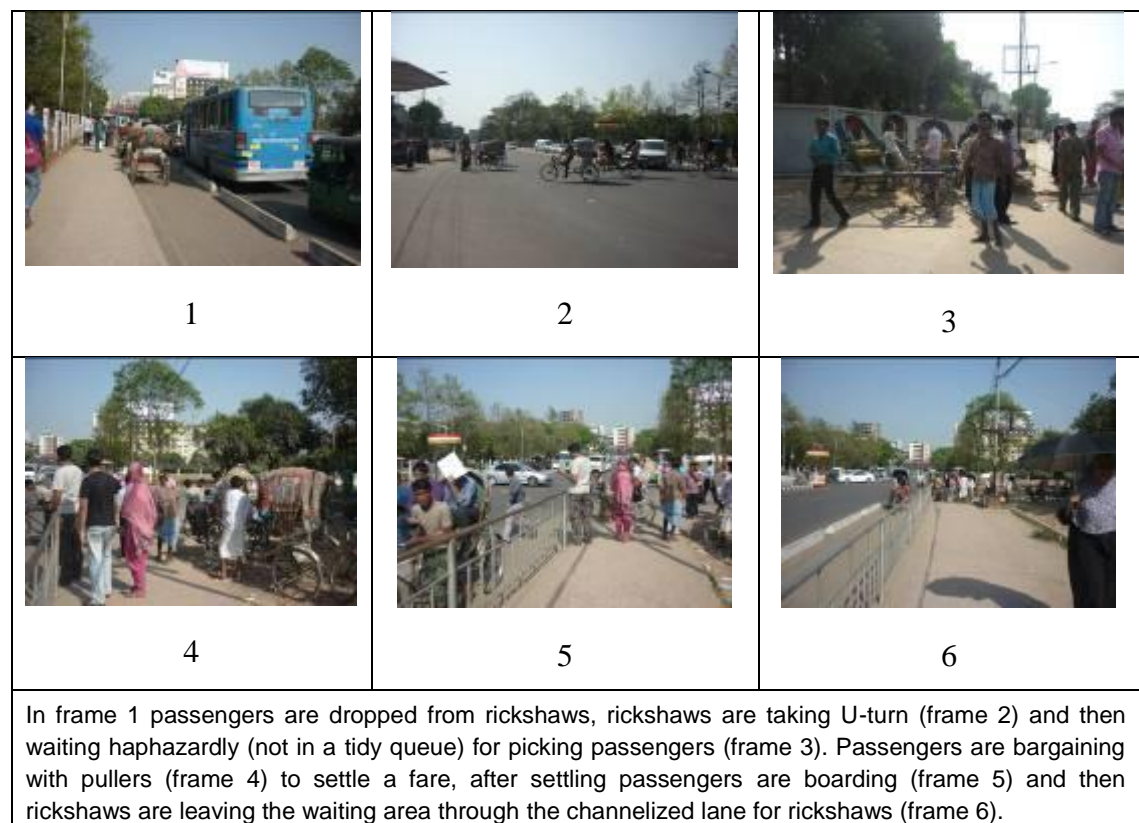 1
2
3
4
5
6
In frame 1 passengers are dropped from rickshaws, rickshaws are taking U-turn (frame 2) and then
waiting haphazardly (not in a tidy queue) for picking passengers (frame 3). Passengers are bargaining
with pullers (frame 4) to settle a fare, after settling passengers are boarding (frame 5) and then
rickshaws are leaving the waiting area through the channelized lane for rickshaws (frame 6).